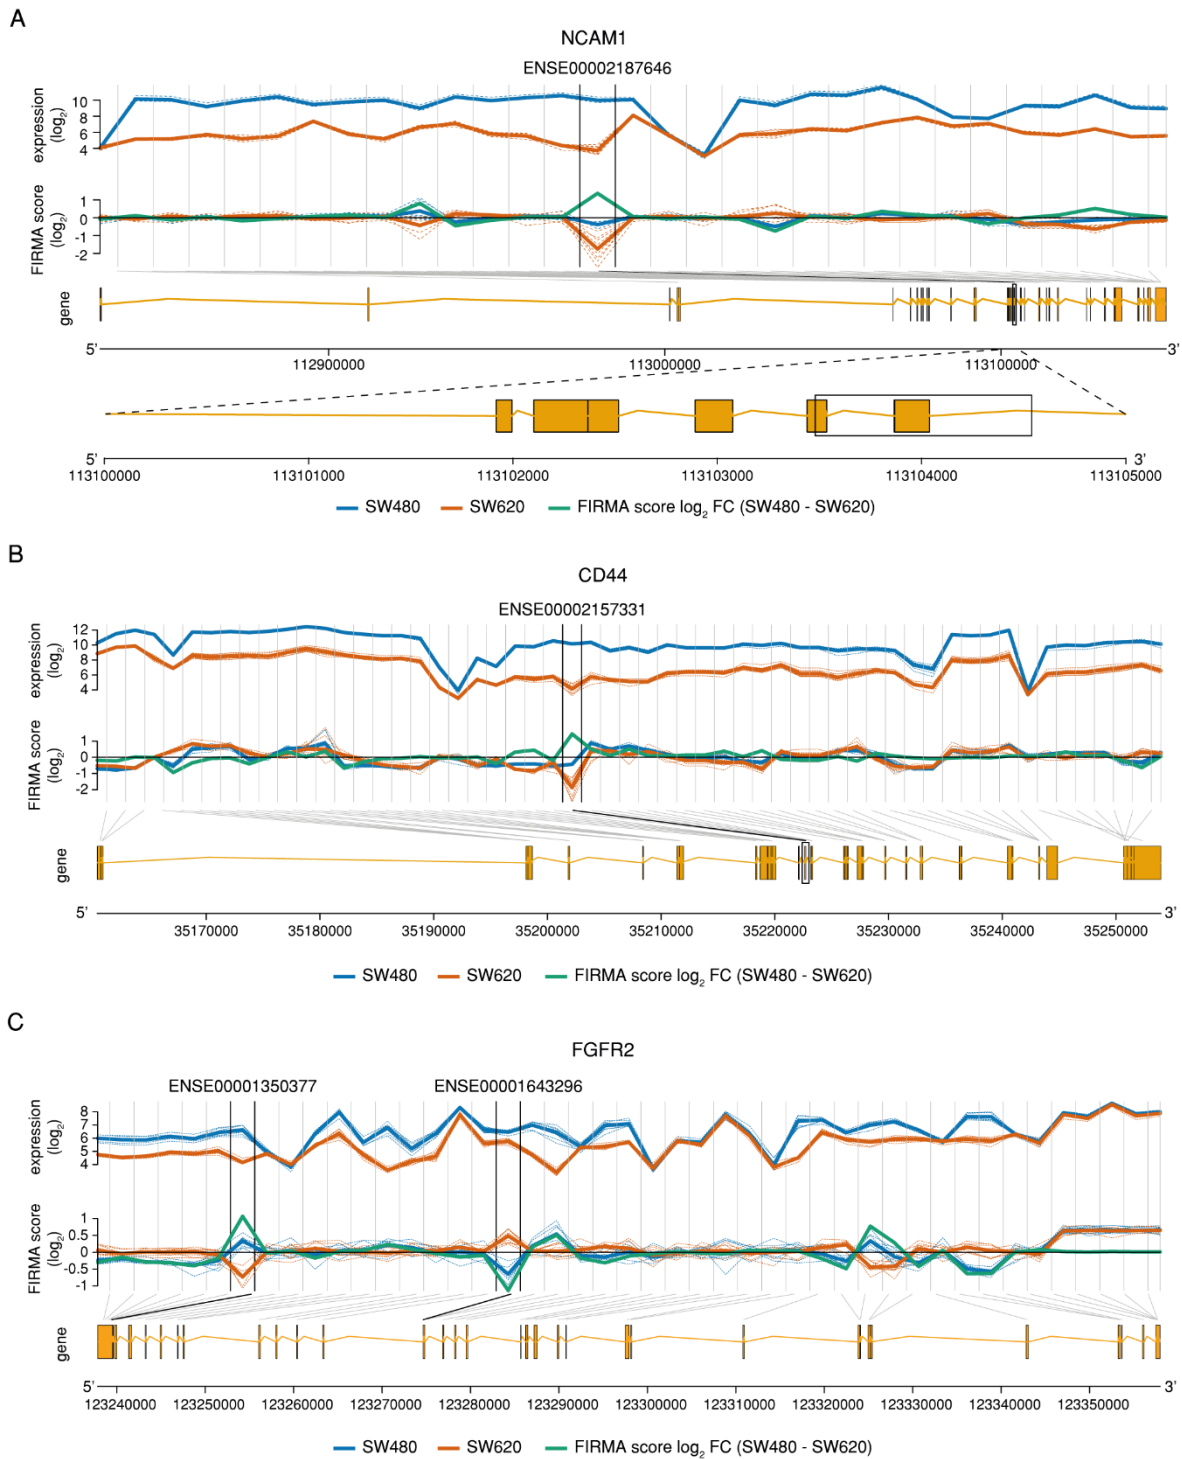 A
NCAM1
ENSE00002187646
expression
(log2)
10
8
6
4
FIRMA score
(log2)
1
0
-1
-2
gene
5’
3’
112900000
113000000
113100000
5’
3’
113100000
113101000
113102000
113103000
113104000
113105000
SW480
SW620
FIRMA score log2 FC (SW480 - SW620)
B
CD44
ENSE00002157331
expression
(log2)
12
10
8
6
4
FIRMA score
(log2)
1
0
-1
-2
gene
5’
3’
35170000
35180000
35190000
35200000
35210000
35220000
35230000
35240000
35250000
SW480
SW620
FIRMA score log2 FC (SW480 - SW620)
C
FGFR2
ENSE00001350377
ENSE00001643296
expression
(log2)
8
7
6
5
4
FIRMA score
(log2)
1
0.5
0
-0.5
-1
gene
5’
3’
123240000
123250000
123260000
123270000
123280000
123290000
123300000
123310000
123320000
123330000
123340000
123350000
SW480
SW620
FIRMA score log2 FC (SW480 - SW620)